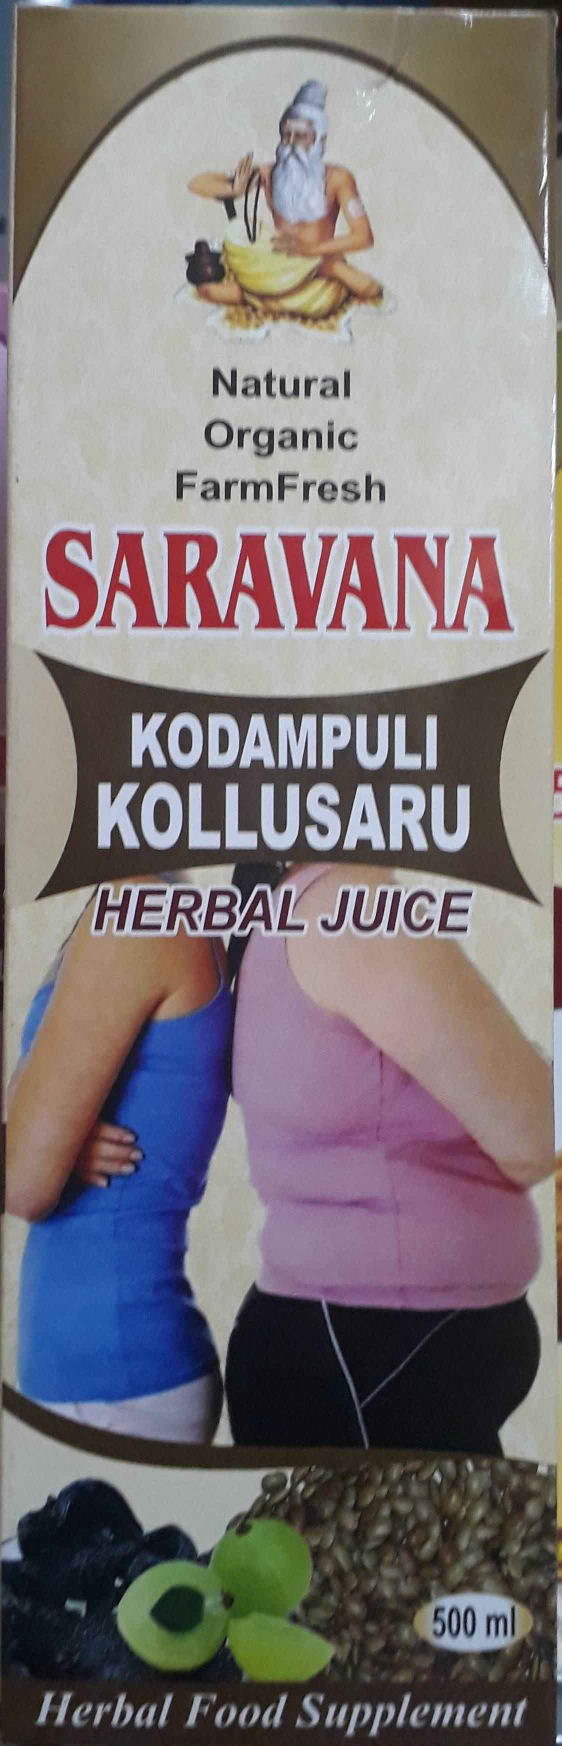 Natural
Organic
FarmFresh
SARAVANA
KODAMPULI
KOLLUSARU
HERBAL JUICE
500 ml
Herbal Food Supplement